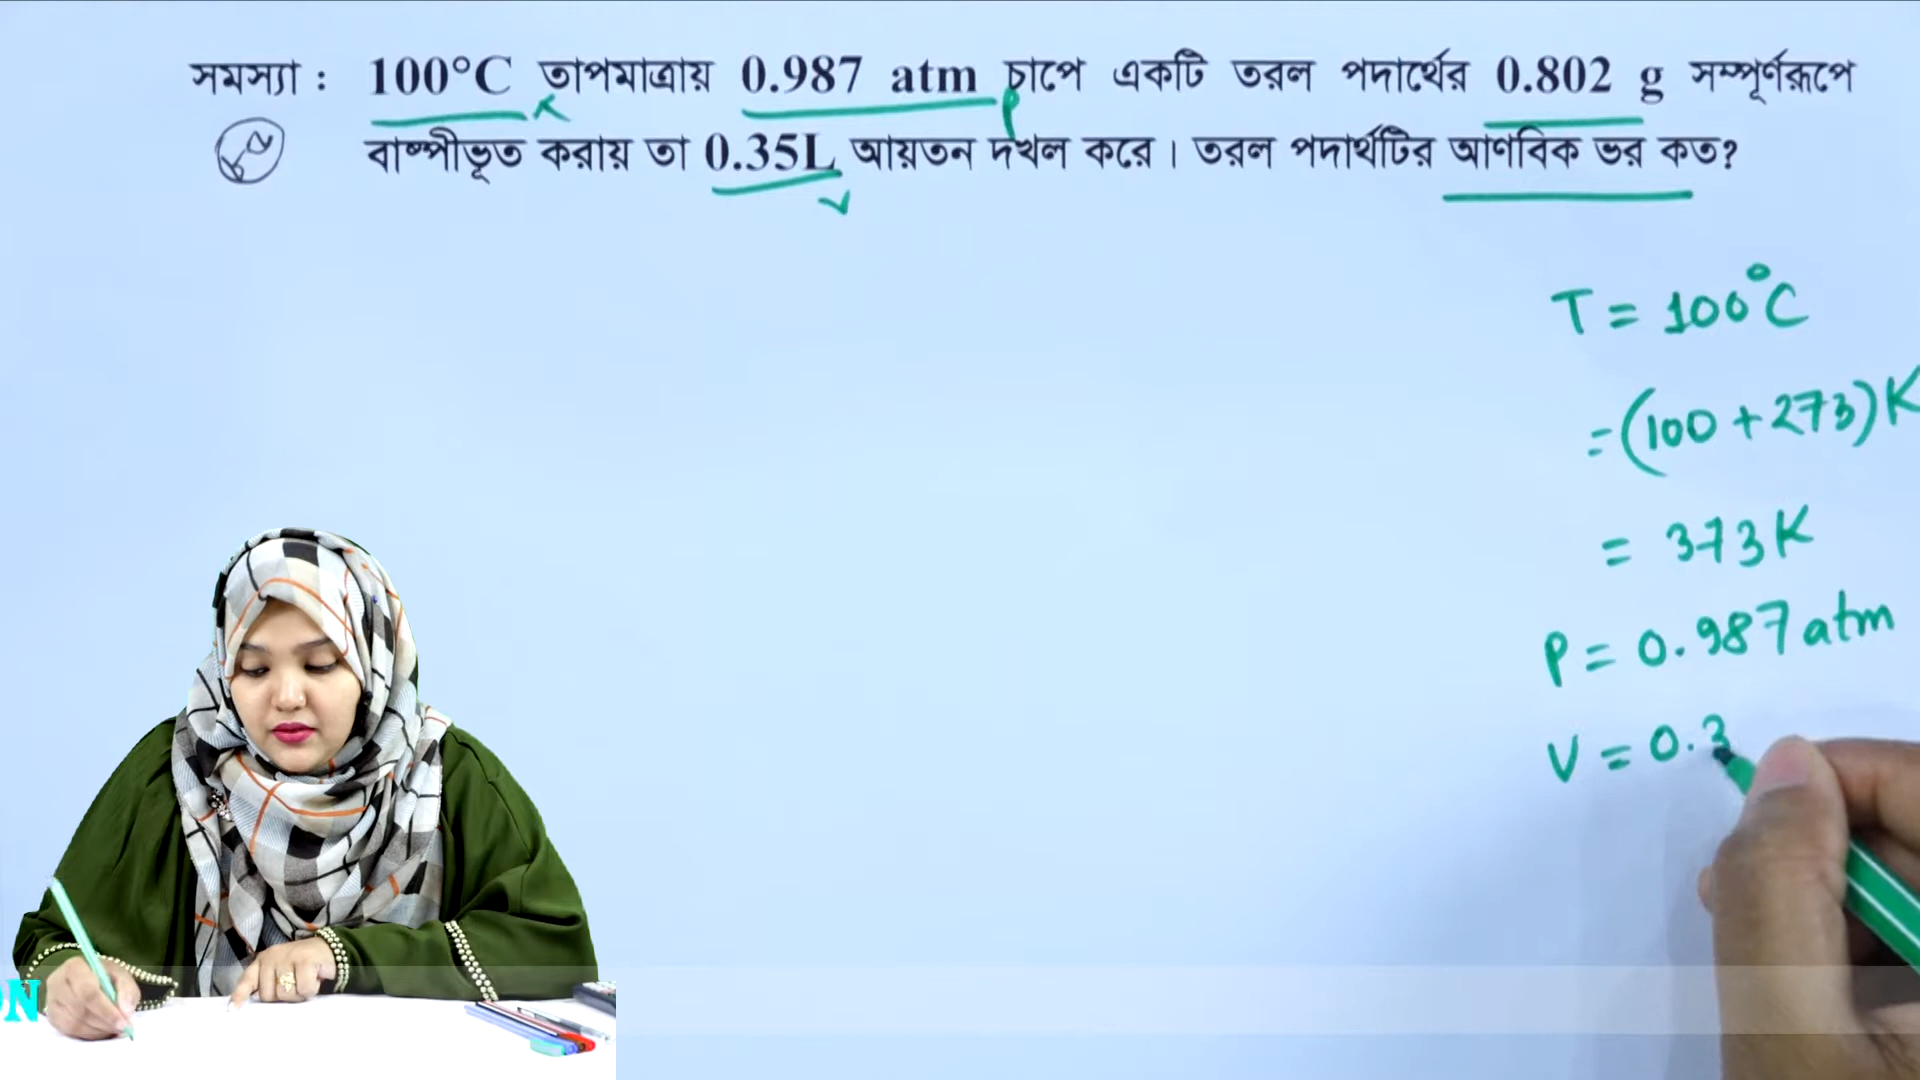 সমস্যা : 100°C তাপমাত্রায় 0.987 atm চাপে একটি তরল পদার্থের 0.802 g সম্পূর্ণরূপে
বাষ্পীভূত করায় তা 0.35L আয়তন দখল করে। তরল পদার্থটির আণবিক ভর কত?
P
V
T = 100°C
= (100 + 273) K
= 373 K
P = 0.987 atm
V = 0.3
ON